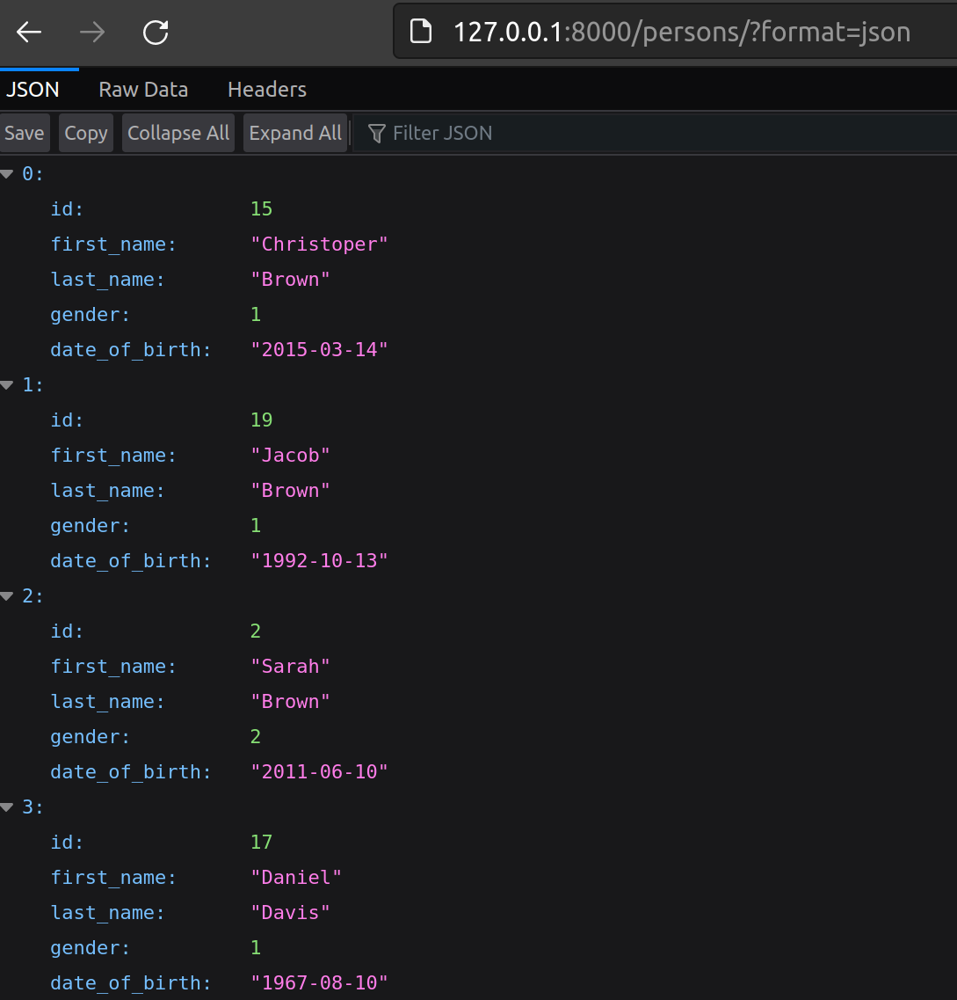 127.0.0.1:8000/persons/?format=json
JSON Raw Data Headers
Save Copy Collapse All Expand All Filter JSON
0:
id: 15
first_name: "Christoper"
last_name: "Brown"
gender: 1
date_of_birth: "2015-03-14"
1:
id: 19
first_name: "Jacob"
last_name: "Brown"
gender: 1
date_of_birth: "1992-10-13"
2:
id: 2
first_name: "Sarah"
last_name: "Brown"
gender: 2
date_of_birth: "2011-06-10"
3:
id: 17
first_name: "Daniel"
last_name: "Davis"
gender: 1
date_of_birth: "1967-08-10"